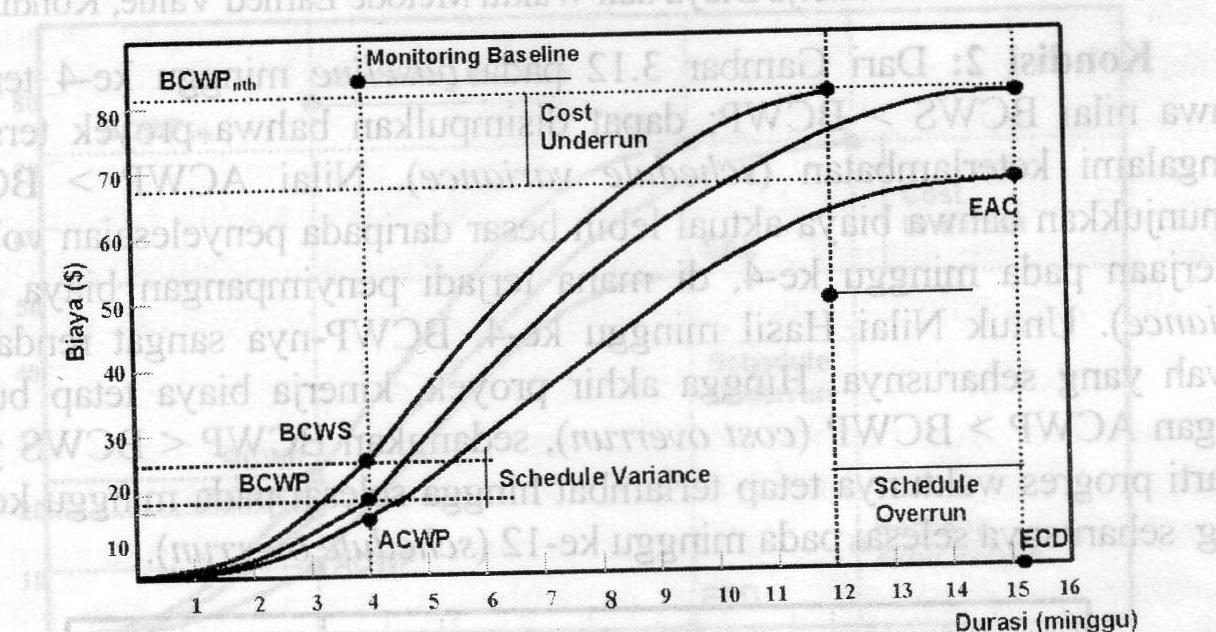 Monitoring Baseline
BCWPnth
80
Cost
Underrun
70
EAC
60
50
Biaya ($)
40
BCWS
30
BCWP
Schedule Variance
20
Schedule
Overrun
ACWP
10
ECD
1 2 3 4 5 6 7 8 9 10 11 12 13 14 15 16
Durasi (minggu)